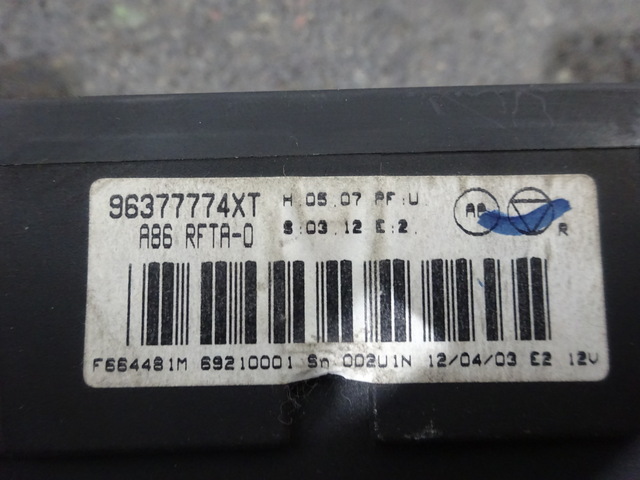 96377774XT H:05.07 PF:U
A86 RFTA-0 S:03.12 E:2
R
F664481M 69210001 Sn 002U1N 12/04/03 E2 12V